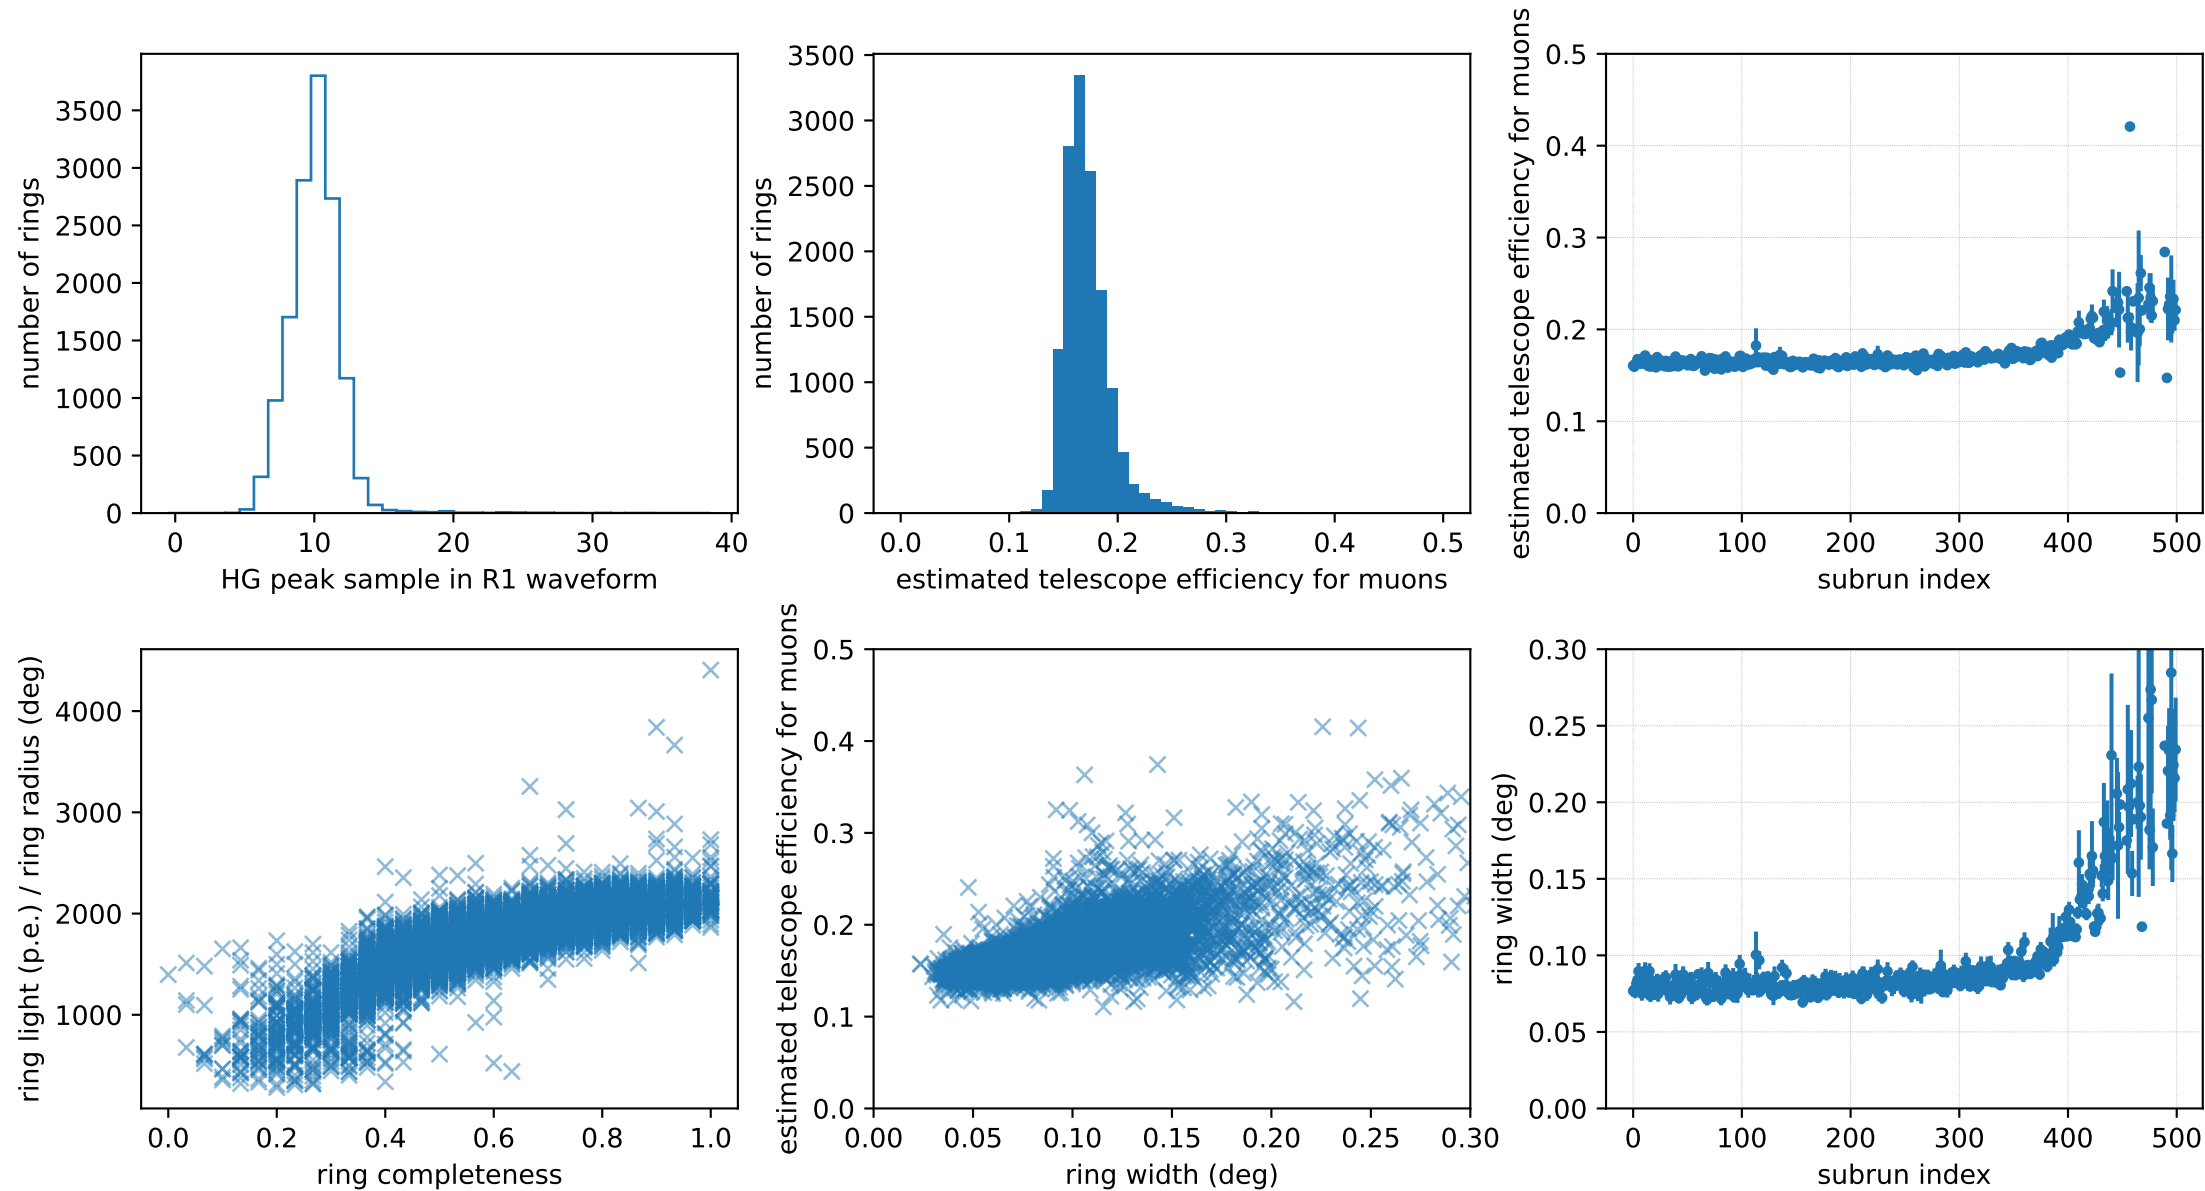 number of rings
3500
3000
2500
2000
1500
1000
500
0
0 10 20 30 40
HG peak sample in R1 waveform
number of rings
3500
3000
2500
2000
1500
1000
500
0
0.0 0.1 0.2 0.3 0.4 0.5
estimated telescope efficiency for muons
estimated telescope efficiency for muons
0.5
0.4
0.3
0.2
0.1
0.0
0 100 200 300 400 500
subrun index
ring light (p.e.) / ring radius (deg)
4000
3000
2000
1000
0.0 0.2 0.4 0.6 0.8 1.0
ring completeness
estimated telescope efficiency for muons
0.5
0.4
0.3
0.2
0.1
0.0
0.00 0.05 0.10 0.15 0.20 0.25 0.30
ring width (deg)
ring width (deg)
0.30
0.25
0.20
0.15
0.10
0.05
0.00
0 100 200 300 400 500
subrun index